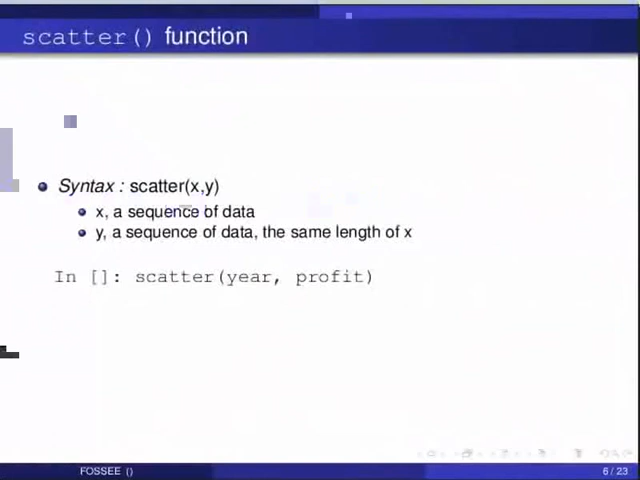 scatter() function
Syntax : scatter(x,y)
x, a sequence of data
y, a sequence of data, the same length of x
In []: scatter(year, profit)
FOSSEE ()
6 / 23